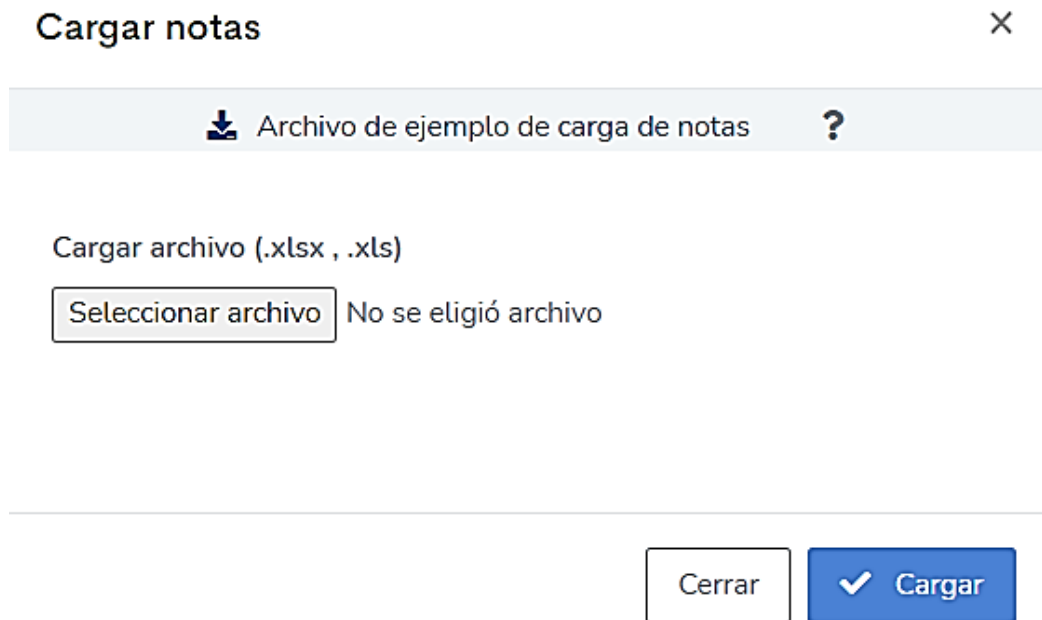 Cargar notas ×
Archivo de ejemplo de carga de notas ?
Cargar archivo (.xlsx , .xls)
Seleccionar archivo No se eligió archivo
Cerrar Cargar